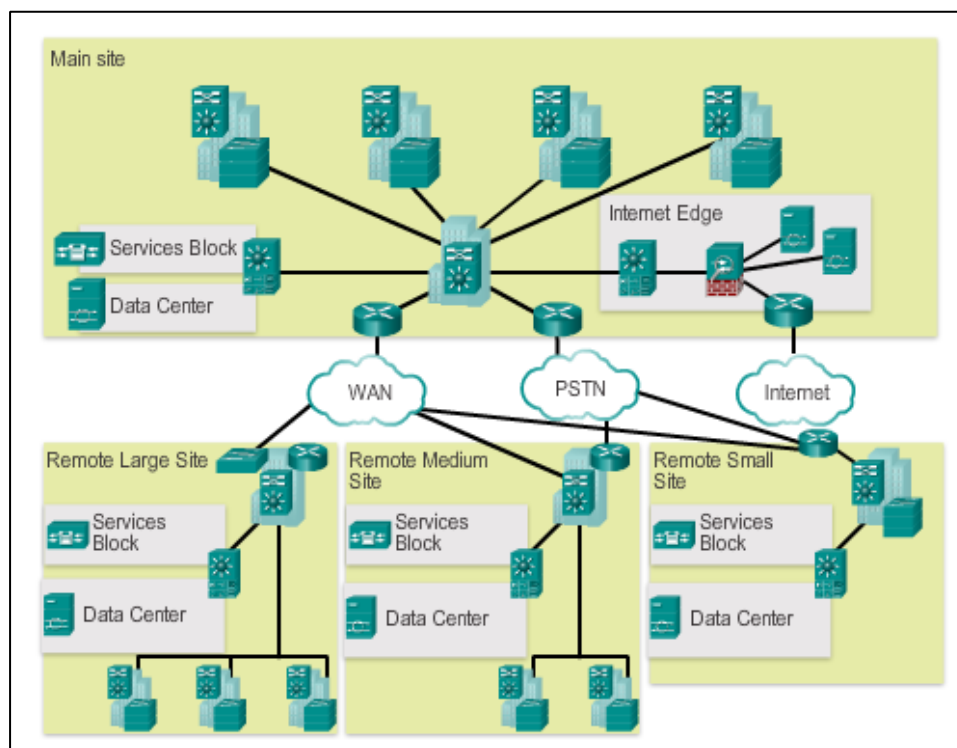 Main site
Internet Edge
Services Block
Data Center
WAN
PSTN
Internet
Remote Large Site
Services
Block
Data Center
Remote Medium
Site
Services
Block
Data Center
Remote Small
Site
Services
Block
Data Center